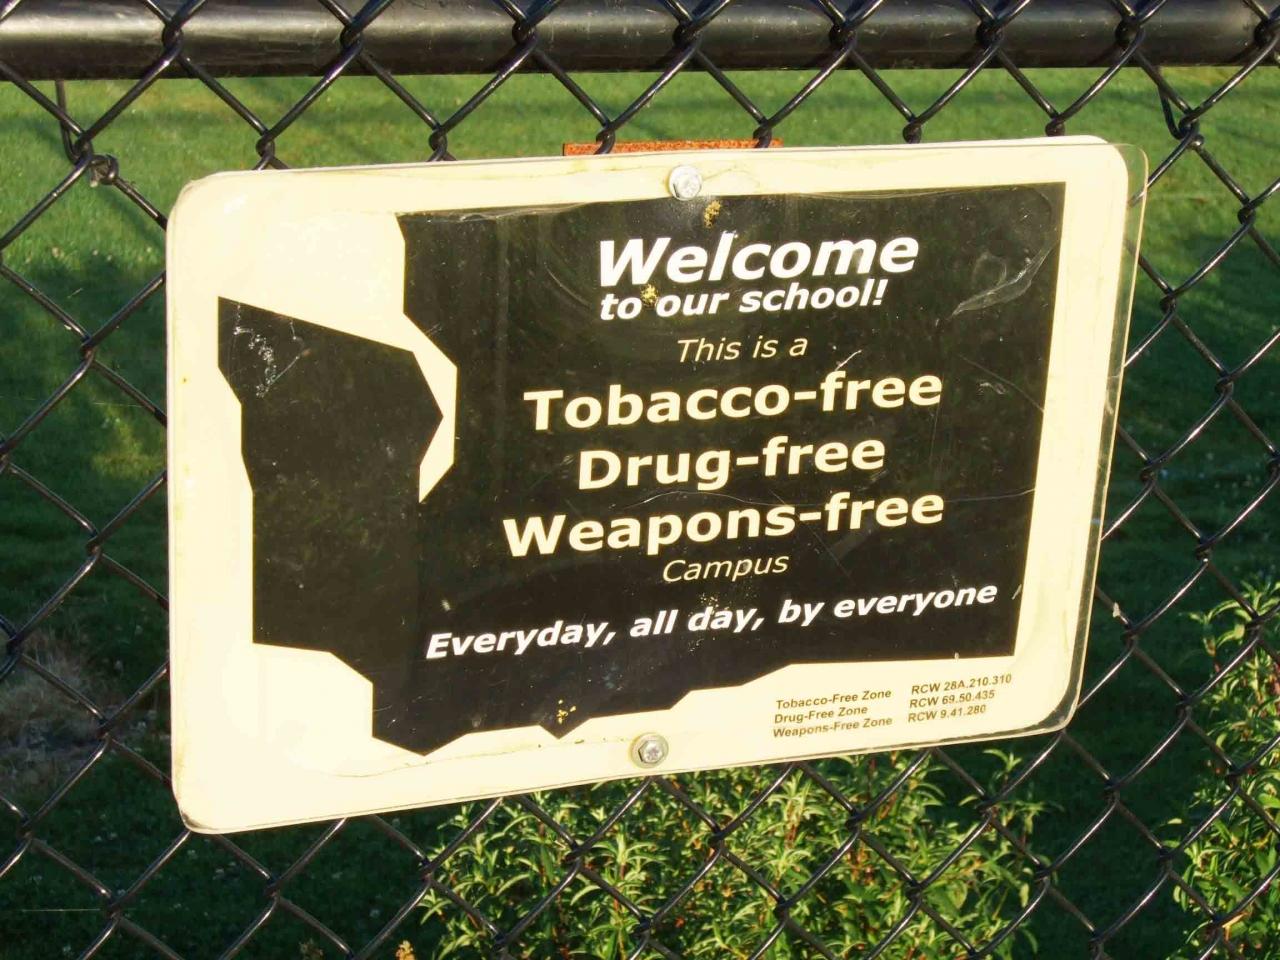 Welcome
to our school!
This is a
Tobacco-free
Drug-free
Weapons-free
Campus
Everyday, all day, by everyone
Tobacco-Free Zone RCW 28A.210.310
Drug-Free Zone RCW 69.50.435
Weapons-Free Zone RCW 9.41.280